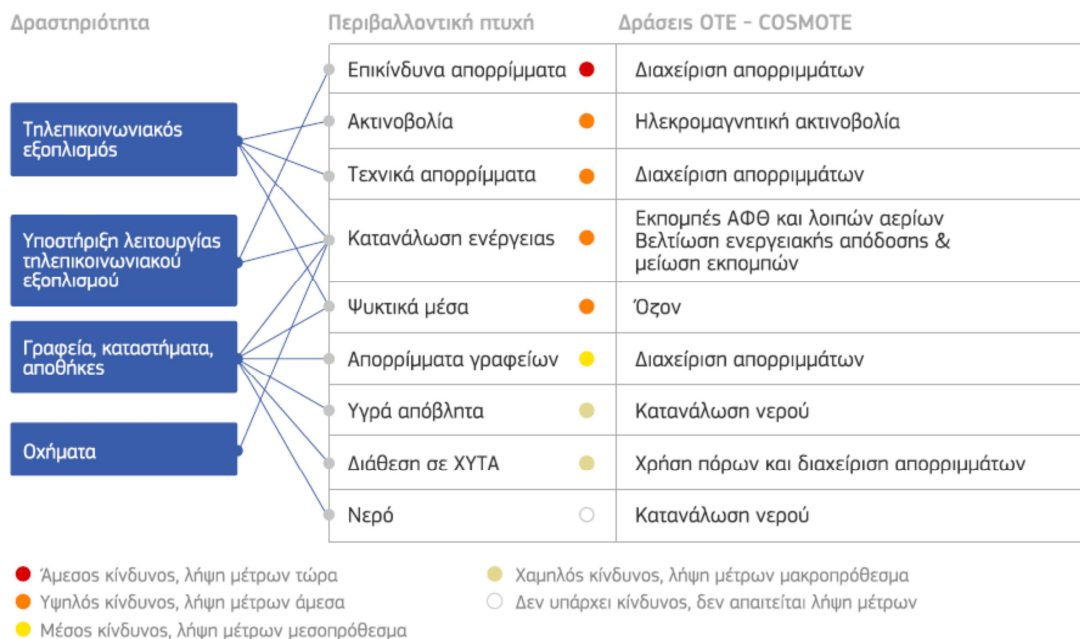 Δραστηριότητα
Περιβαλλοντική πτυχή
Δράσεις ΟΤΕ - COSMOTE
Τηλεπικοινωνιακός
εξοπλισμός
Υποστήριξη λειτουργίας
τηλεπικοινωνιακού
εξοπλισμού
Γραφεία, καταστήματα,
αποθήκες
Οχήματα
Επικίνδυνα απορρίμματα
Διαχείριση απορριμμάτων
Ακτινοβολία
Ηλεκρομαγνητική ακτινοβολία
Τεχνικά απορρίμματα
Διαχείριση απορριμμάτων
Κατανάλωση ενέργειας
Εκπομπές ΑΦΘ και λοιπών αερίων
Βελτίωση ενεργειακής απόδοσης &
μείωση εκπομπών
Ψυκτικά μέσα
Όζον
Απορρίμματα γραφείων
Διαχείριση απορριμμάτων
Υγρά απόβλητα
Κατανάλωση νερού
Διάθεση σε ΧΥΤΑ
Χρήση πόρων και διαχείριση απορριμμάτων
Νερό
Κατανάλωση νερού
Άμεσος κίνδυνος, λήψη μέτρων τώρα
Υψηλός κίνδυνος, λήψη μέτρων άμεσα
Μέσος κίνδυνος, λήψη μέτρων μεσοπρόθεσμα
Χαμηλός κίνδυνος, λήψη μέτρων μακροπρόθεσμα
Δεν υπάρχει κίνδυνος, δεν απαιτείται λήψη μέτρων